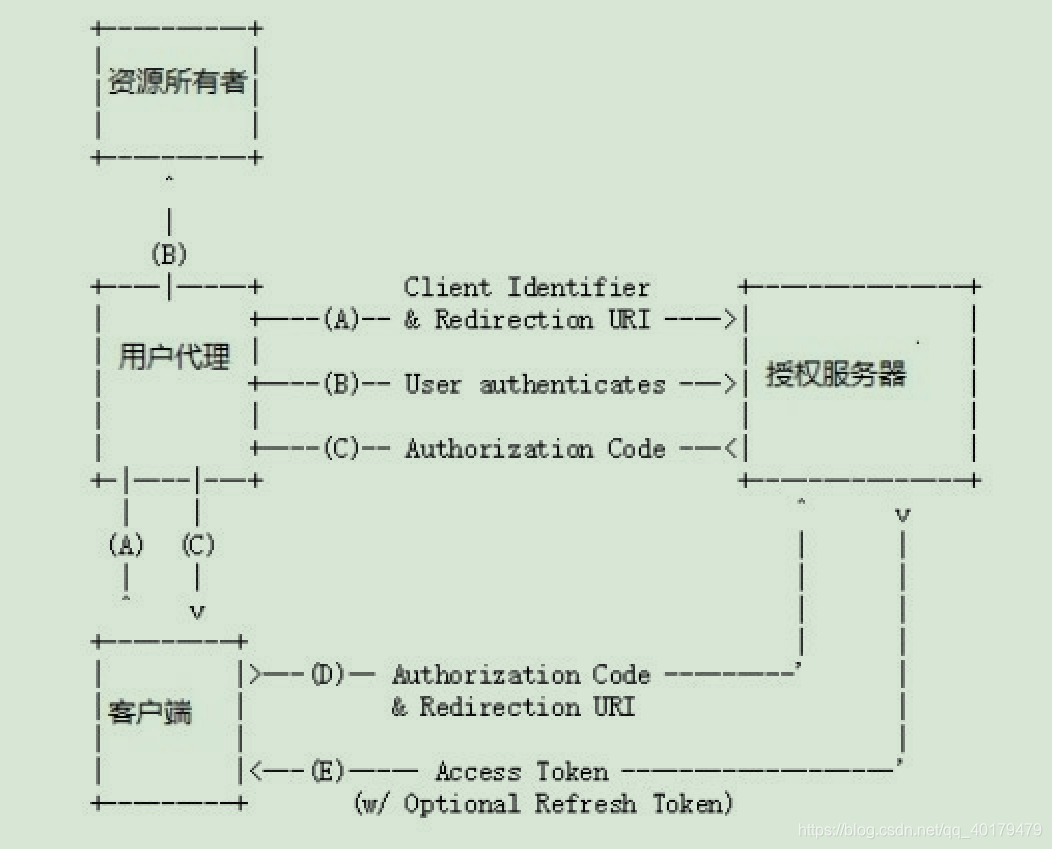 资源所有者
(B)
Client Identifier
(A) & Redirection URI
用户代理
(B) User authenticates
授权服务器
(C) Authorization Code
(A) (C)
(D) Authorization Code
& Redirection URI
客户端
(E) Access Token
(w/ Optional Refresh Token)
https://blog.csdn.net/qq_40179479